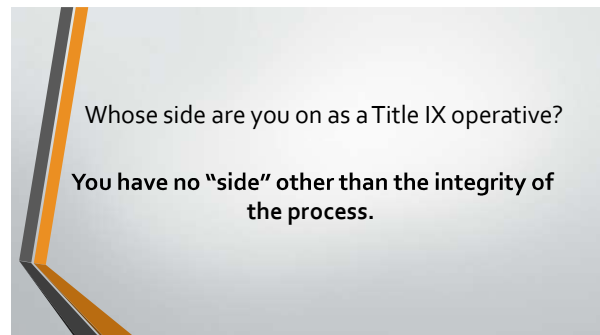 Whose side are you on as a Title IX operative?
You have no “side” other than the integrity of
the process.